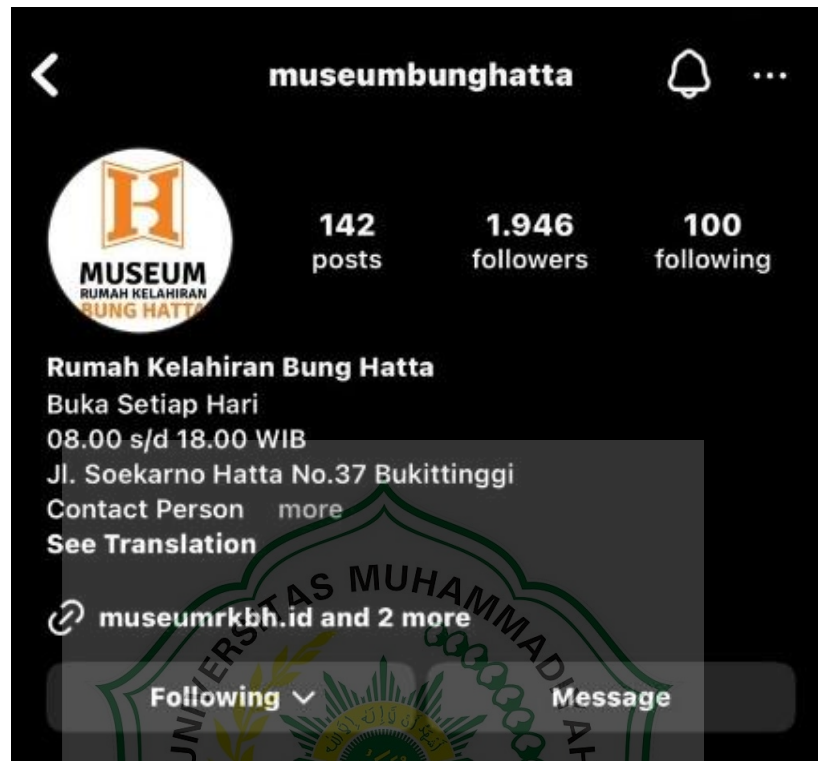 museumbunghatta
H
MUSEUM
RUMAH KELAHIRAN
BUNG HATTA
142 posts
1.946 followers
100 following
Rumah Kelahiran Bung Hatta
Buka Setiap Hari
08.00 s/d 18.00 WIB
Jl. Soekarno Hatta No.37 Bukittinggi
Contact Person more
See Translation
museumrkbh.id and 2 more
Following
Message
UNIVERSITAS MUHAMMADIYAH